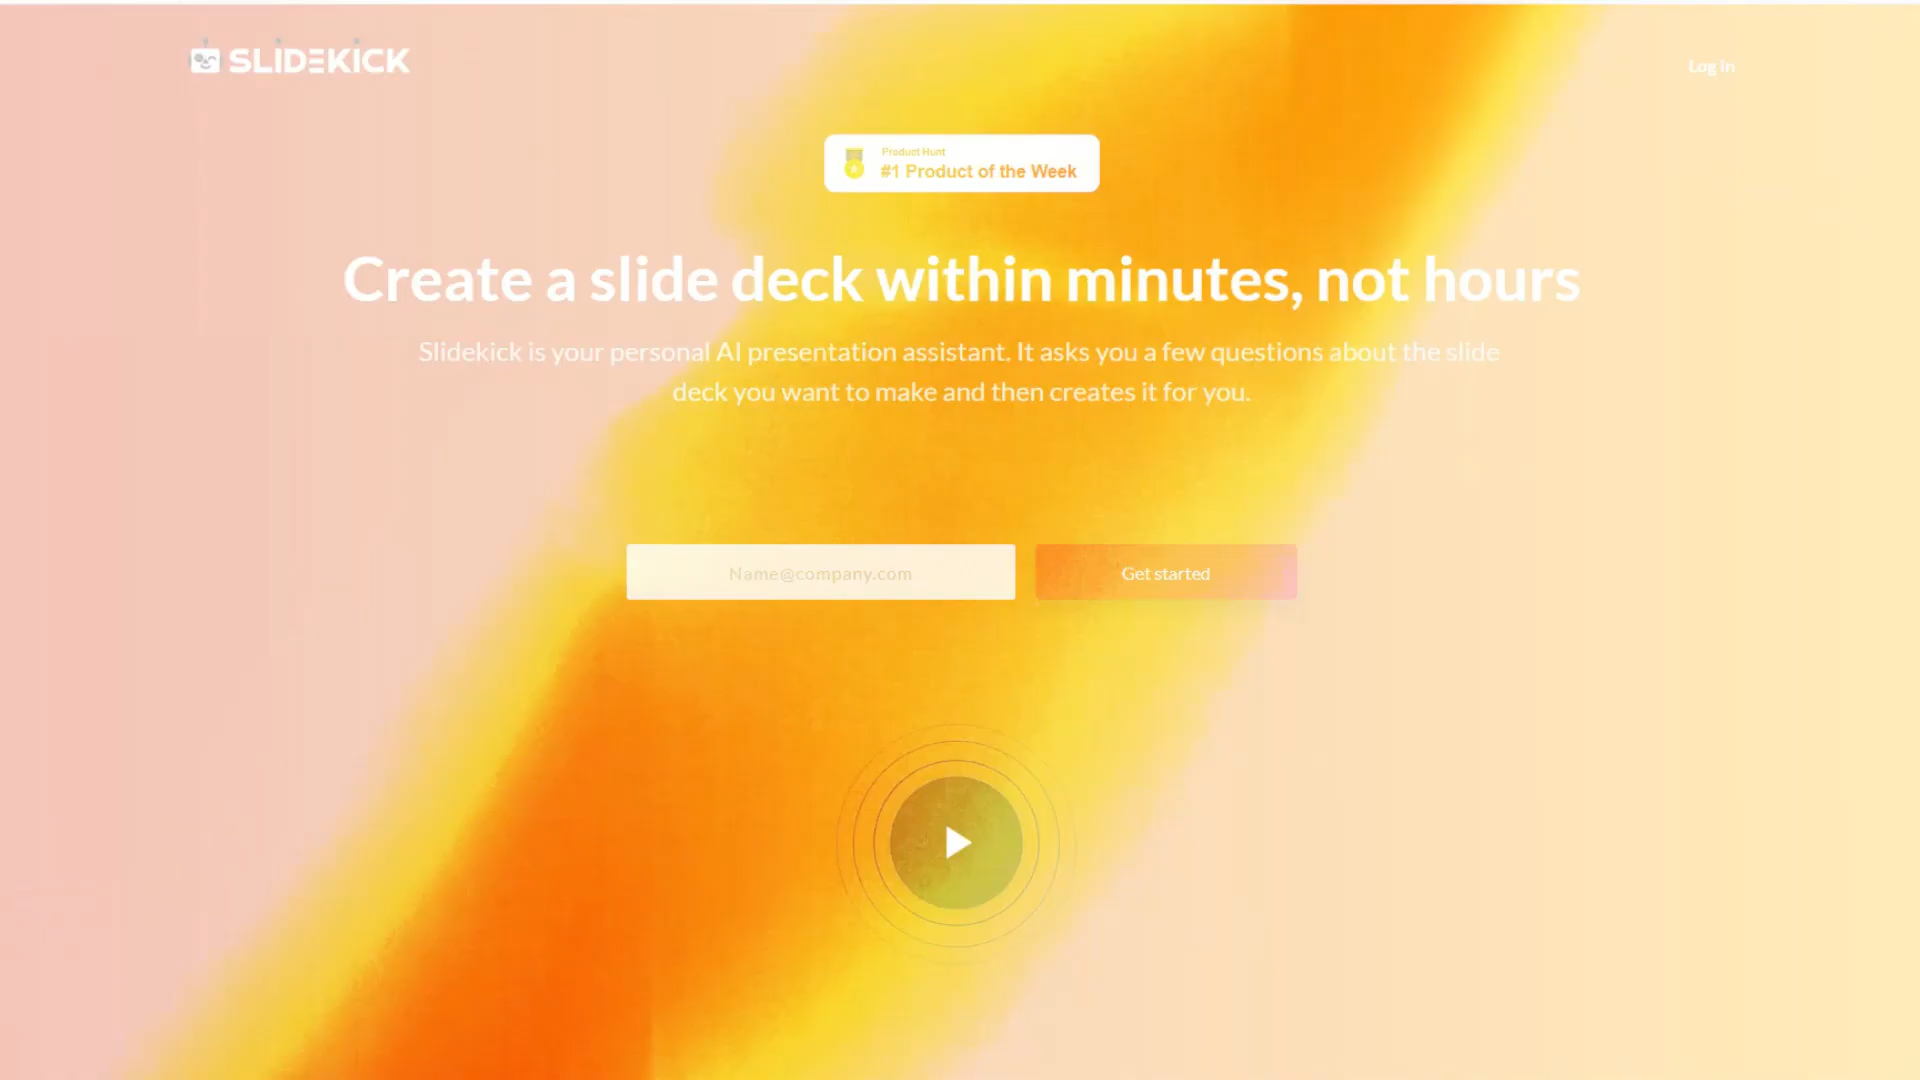 SLIDEKICK
Log In
Product Hunt
#1 Product of the Week
Create a slide deck within minutes, not hours
Slidekick is your personal AI presentation assistant. It asks you a few questions about the slide
deck you want to make and then creates it for you.
Name@company.com
Get started